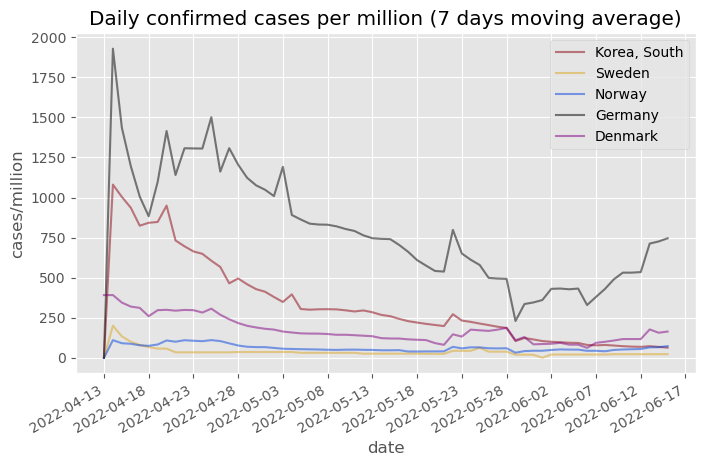 Daily confirmed cases per million (7 days moving average)
2000
1750
1500
1250
1000
750
500
250
0
cases/million
Korea, South
Sweden
Norway
Germany
Denmark
2022-04-13
2022-04-18
2022-04-23
2022-04-28
2022-05-03
2022-05-08
2022-05-13
2022-05-18
2022-05-23
2022-05-28
2022-06-02
2022-06-07
2022-06-12
2022-06-17
date